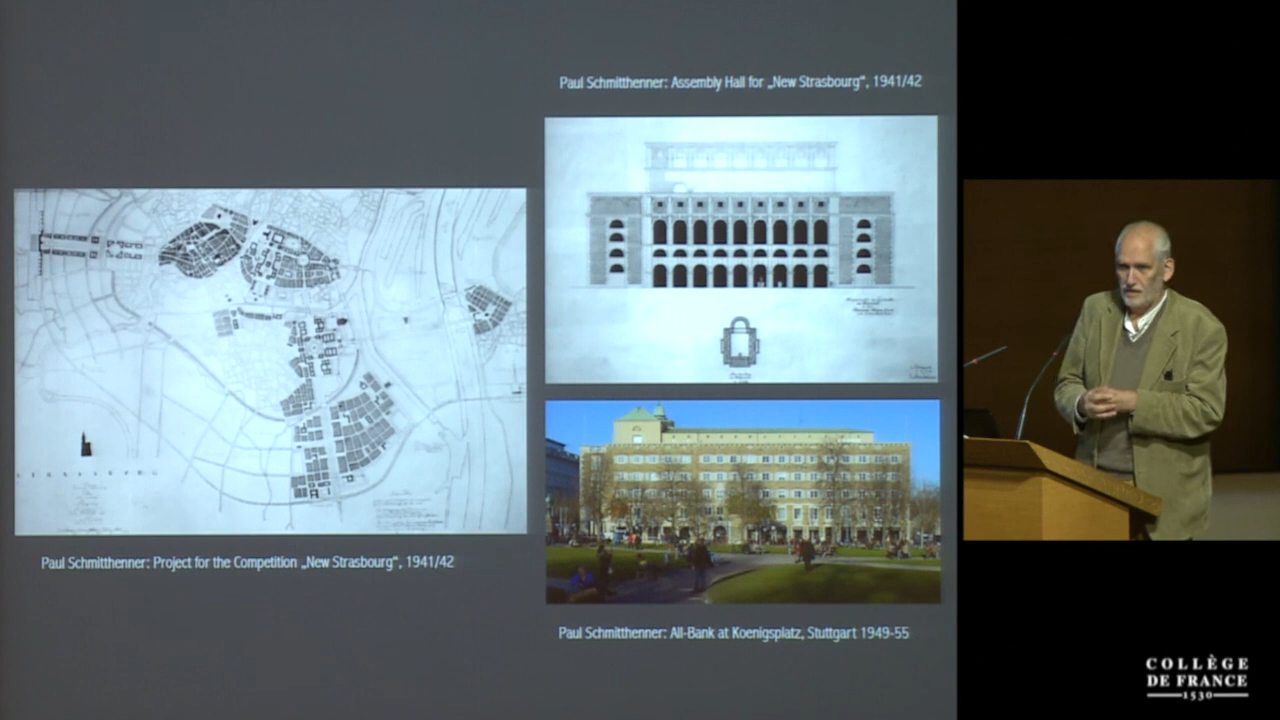 Paul Schmitthenner: Assembly Hall for „New Strasbourg“, 1941/42
Paul Schmitthenner: Project for the Competition „New Strasbourg“, 1941/42
Paul Schmitthenner: All-Bank at Koenigsplatz, Stuttgart 1949-55
COLLÈGE
DE FRANCE
1530